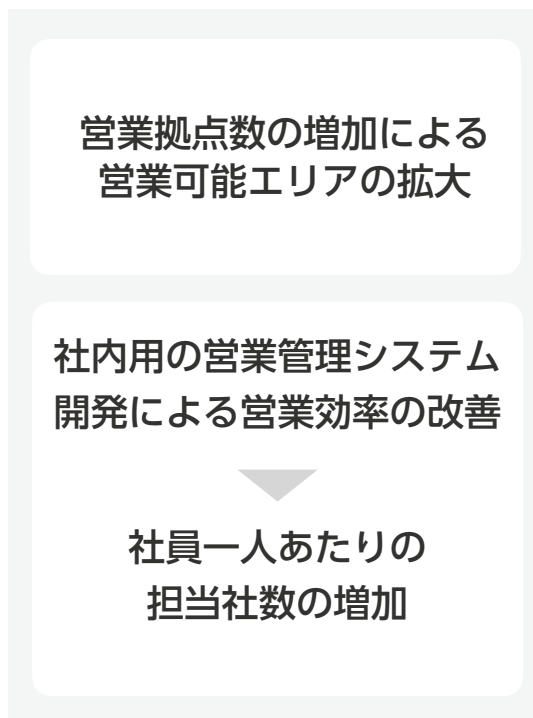 営業拠点数の増加による
営業可能エリアの拡大
社内用の営業管理システム
開発による営業効率の改善
社員一人あたりの
担当社数の増加